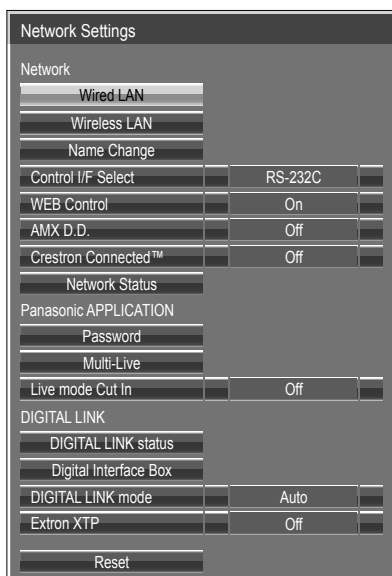 Network Settings
Network
Wired LAN
Wireless LAN
Name Change
Control I/F Select RS-232C
WEB Control On
AMX D.D. Off
Crestron Connected™ Off
Network Status
Panasonic APPLICATION
Password
Multi-Live
Live mode Cut In Off
DIGITAL LINK
DIGITAL LINK status
Digital Interface Box
DIGITAL LINK mode Auto
Extron XTP Off
Reset